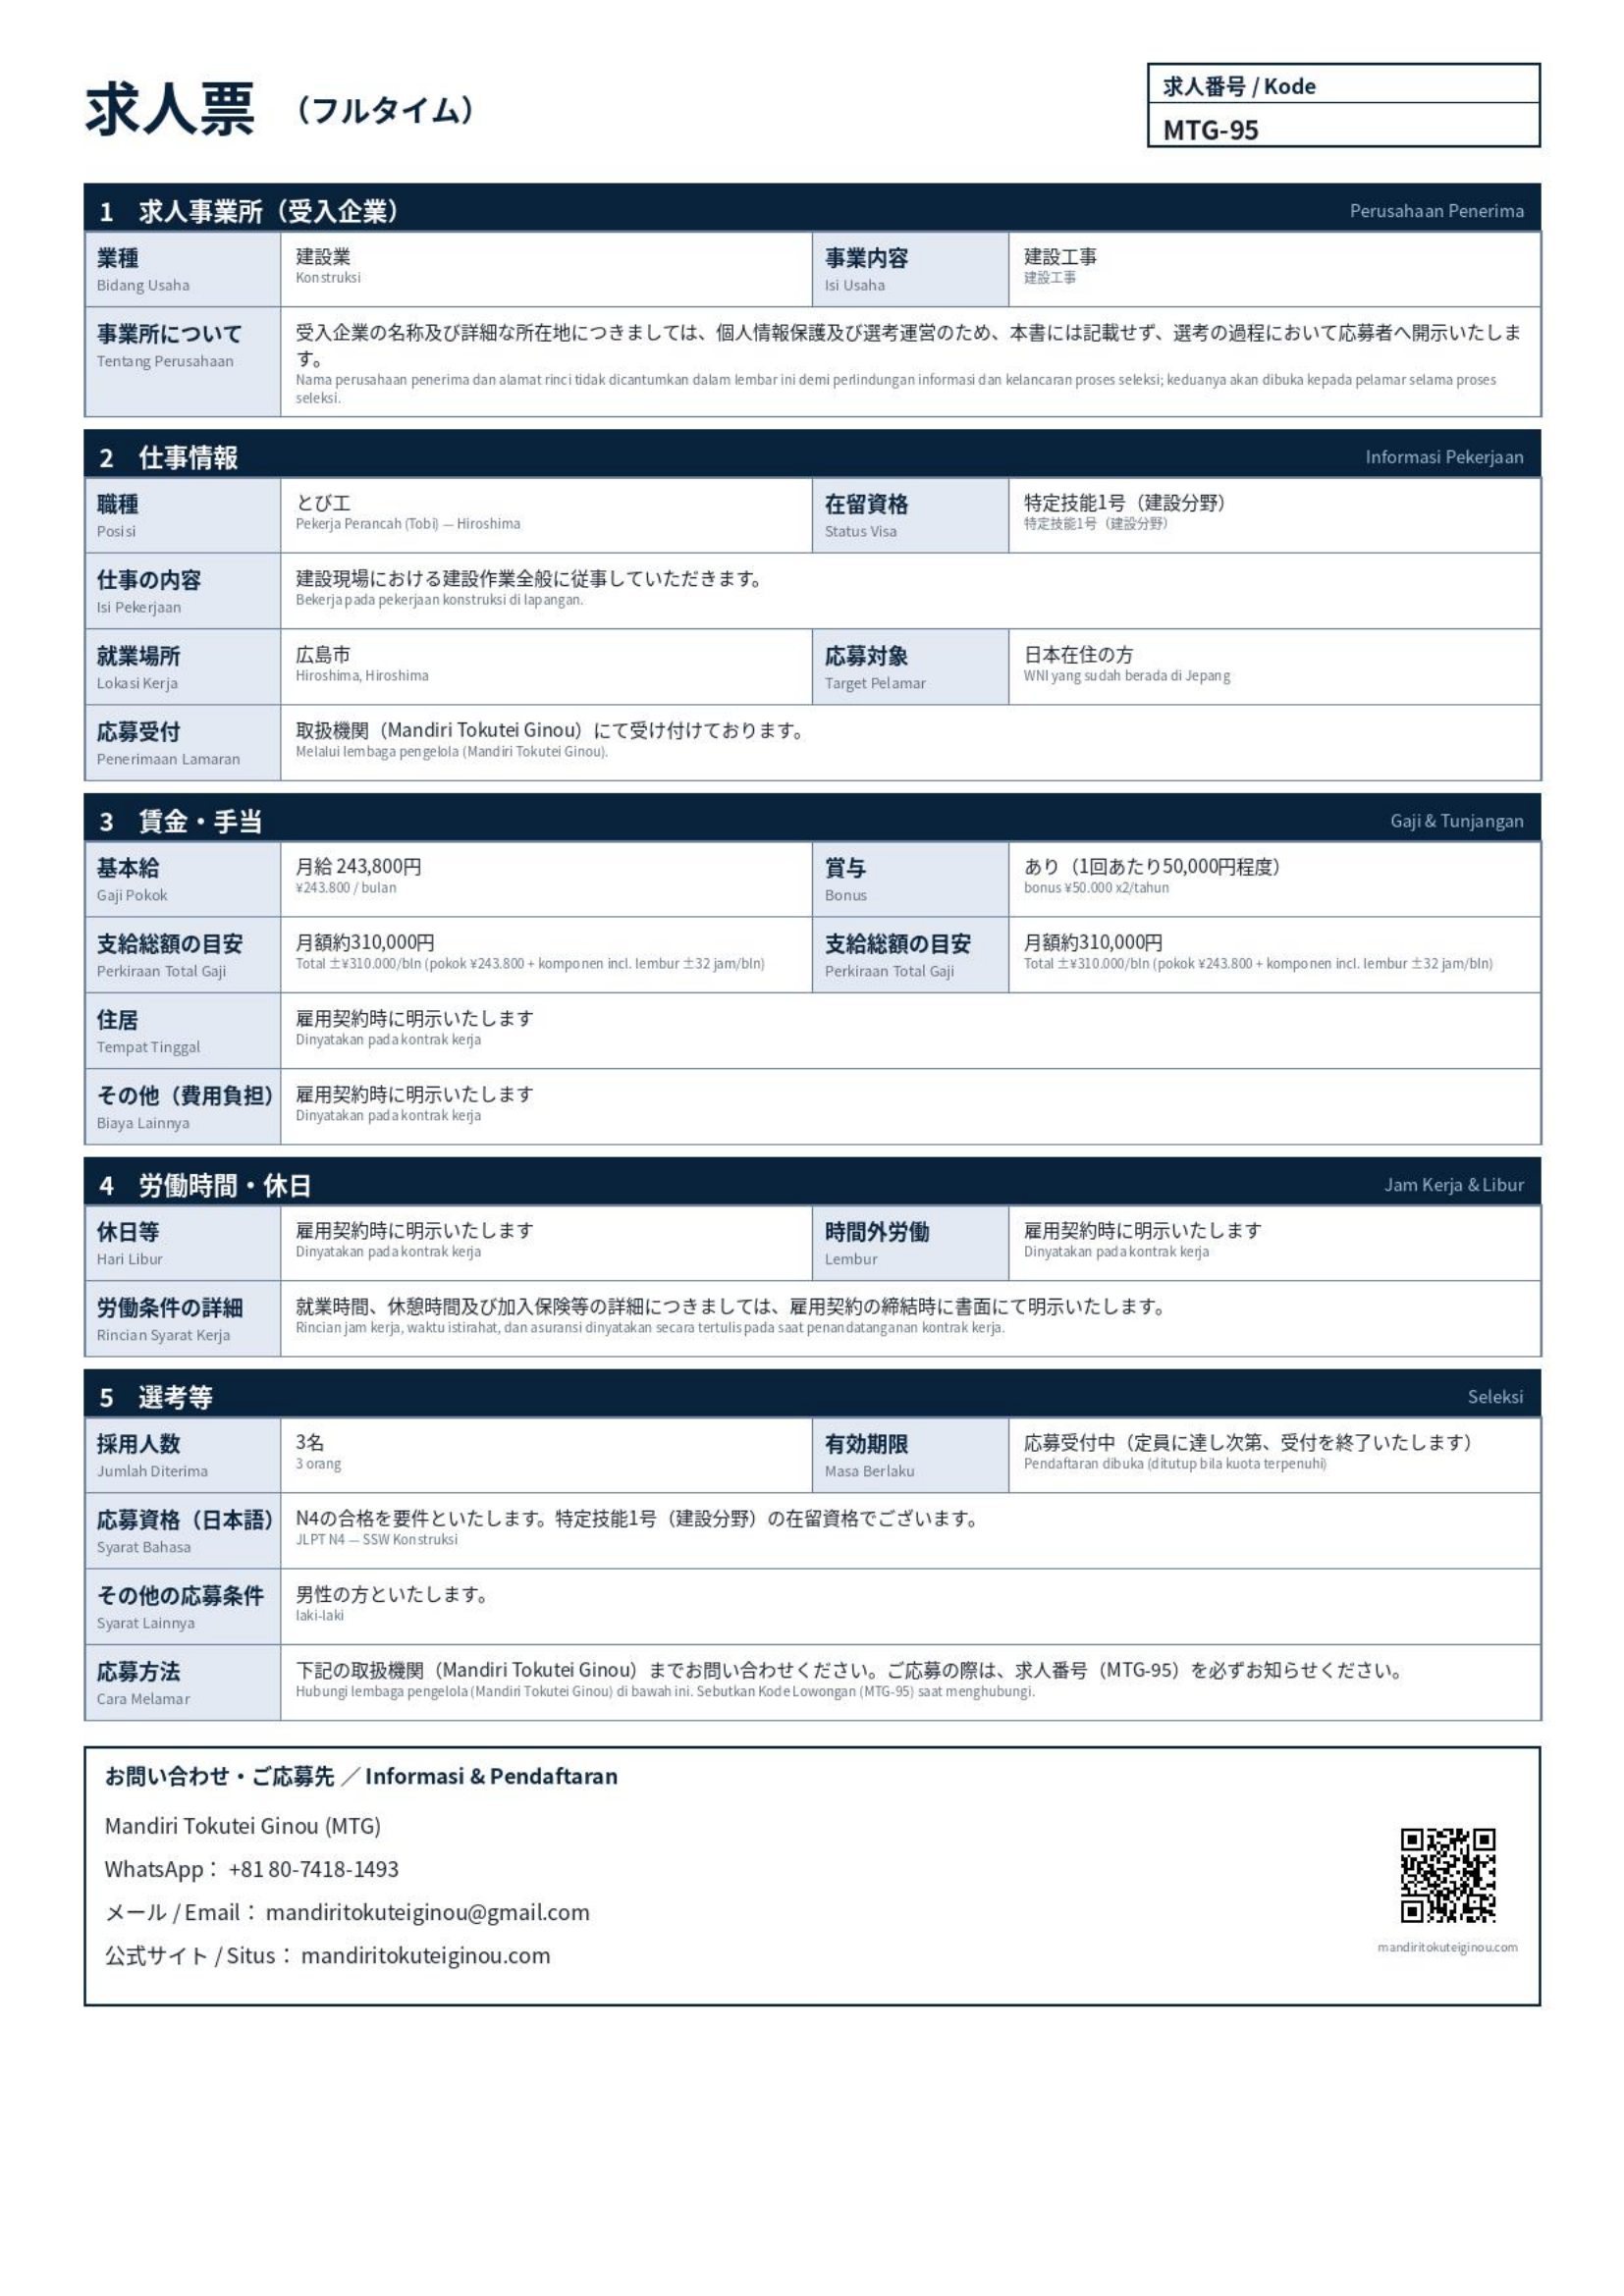 求人票 （フルタイム）
求人番号 / Kode
MTG-95
1 求人事業所（受入企業） Perusahaan Penerima
業種 建設業 事業内容 建設工事
Bidang Usaha Konstruksi Isi Usaha 建設工事
事業所について 受入企業の名称及び詳細な所在地につきましては、個人情報保護及び選考運営のため、本書には記載せず、選考の過程において応募者へ開示いたしま
Tentang Perusahaan す。
Nama perusahaan penerima dan alamat rinci tidak dicantumkan dalam lembar ini demi perlindungan informasi dan kelancaran proses seleksi; keduanya akan dibuka kepada pelamar selama proses
seleksi.
2 仕事情報 Informasi Pekerjaan
職種 とび工 在留資格 特定技能1号（建設分野）
Posisi Pekerja Perancah (Tobi) — Hiroshima Status Visa 特定技能1号（建設分野）
仕事の内容 建設現場における建設作業全般に従事していただきます。
Isi Pekerjaan Bekerja pada pekerjaan konstruksi di lapangan.
就業場所 広島市 応募対象 日本在住の方
Lokasi Kerja Hiroshima, Hiroshima Target Pelamar WNI yang sudah berada di Jepang
応募受付 取扱機関（Mandiri Tokutei Ginou）にて受け付けております。
Penerimaan Lamaran Melalui lembaga pengelola (Mandiri Tokutei Ginou).
3 賃金・手当 Gaji & Tunjangan
基本給 月給 243,800円 賞与 あり（1回あたり50,000円程度）
Gaji Pokok ¥243.800 / bulan Bonus bonus ¥50.000 x2/tahun
支給総額の目安 月額約310,000円 支給総額の目安 月額約310,000円
Perkiraan Total Gaji Total ±¥310.000/bln (pokok ¥243.800 + komponen incl. lembur ±32 jam/bln) Perkiraan Total Gaji Total ±¥310.000/bln (pokok ¥243.800 + komponen incl. lembur ±32 jam/bln)
住居 雇用契約時に明示いたします
Tempat Tinggal Dinyatakan pada kontrak kerja
その他（費用負担） 雇用契約時に明示いたします
Biaya Lainnya Dinyatakan pada kontrak kerja
4 労働時間・休日 Jam Kerja & Libur
休日等 雇用契約時に明示いたします 時間外労働 雇用契約時に明示いたします
Hari Libur Dinyatakan pada kontrak kerja Lembur Dinyatakan pada kontrak kerja
労働条件の詳細 就業時間、休憩時間及び加入保険等の詳細につきましては、雇用契約の締結時に書面にて明示いたします。
Rincian Syarat Kerja Rincian jam kerja, waktu istirahat, dan asuransi dinyatakan secara tertulis pada saat penandatanganan kontrak kerja.
5 選考等 Seleksi
採用人数 3名 有効期限 応募受付中（定員に達し次第、受付を終了いたします）
Jumlah Diterima 3 orang Masa Berlaku Pendaftaran dibuka (ditutup bila kuota terpenuhi)
応募資格（日本語） N4の合格を要件といたします。特定技能1号（建設分野）の在留資格でございます。
Syarat Bahasa JLPT N4 — SSW Konstruksi
その他の応募条件 男性の方といたします。
Syarat Lainnya laki-laki
応募方法 下記の取扱機関（Mandiri Tokutei Ginou）までお問い合わせください。ご応募の際は、求人番号（MTG-95）を必ずお知らせください。
Cara Melamar Hubungi lembaga pengelola (Mandiri Tokutei Ginou) di bawah ini. Sebutkan Kode Lowongan (MTG-95) saat menghubungi.
お問い合わせ・ご応募先 ／ Informasi & Pendaftaran
Mandiri Tokutei Ginou (MTG)
WhatsApp： +81 80-7418-1493
メール / Email： mandiritokuteiginou@gmail.com
公式サイト / Situs： mandiritokuteiginou.com
mandiritokuteiginou.com